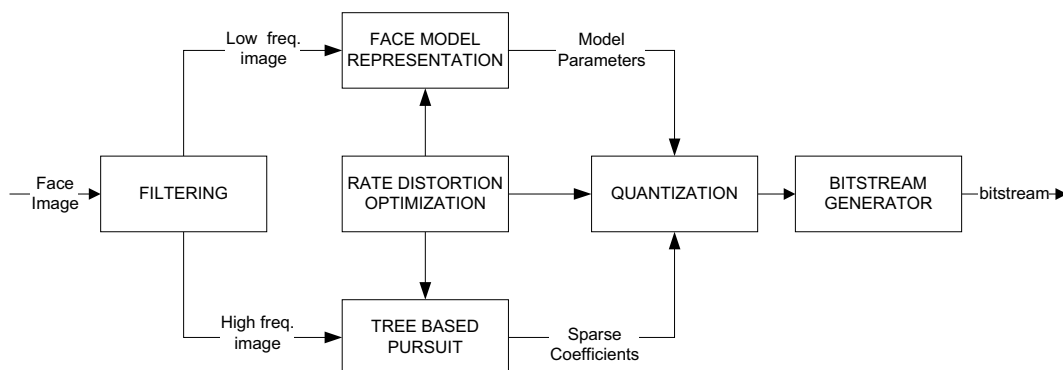 Low freq.
image
FACE MODEL
REPRESENTATION
Model
Parameters
Face
Image
FILTERING
RATE DISTORTION
OPTIMIZATION
QUANTIZATION
BITSTREAM
GENERATOR
bitstream
High freq.
image
TREE BASED
PURSUIT
Sparse
Coefficients